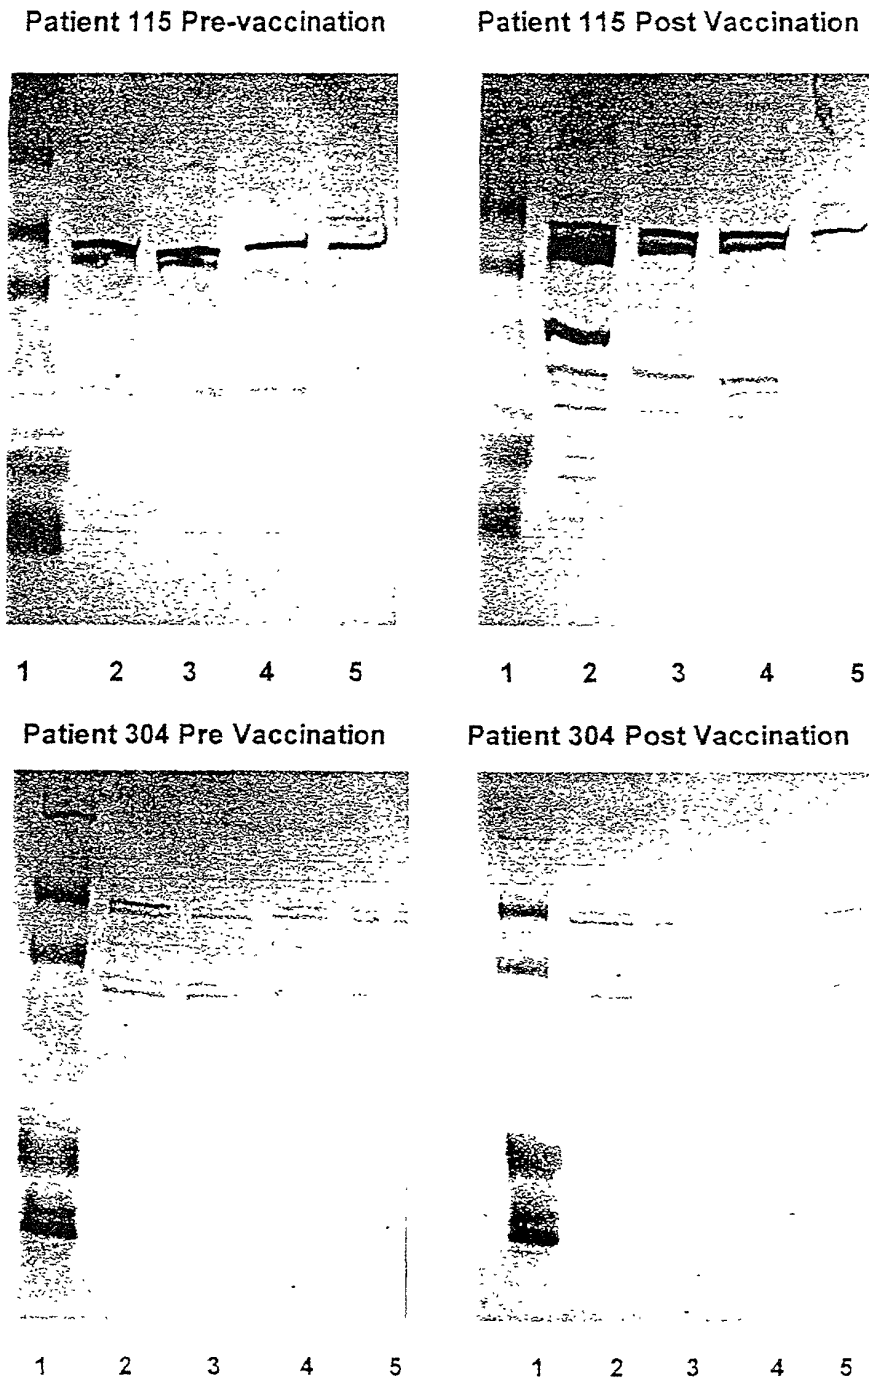 Patient 115 Pre-vaccination
Patient 115 Post Vaccination
1 2 3 4 5
1 2 3 4 5
Patient 304 Pre Vaccination
Patient 304 Post Vaccination
1 2 3 4 5
1 2 3 4 5